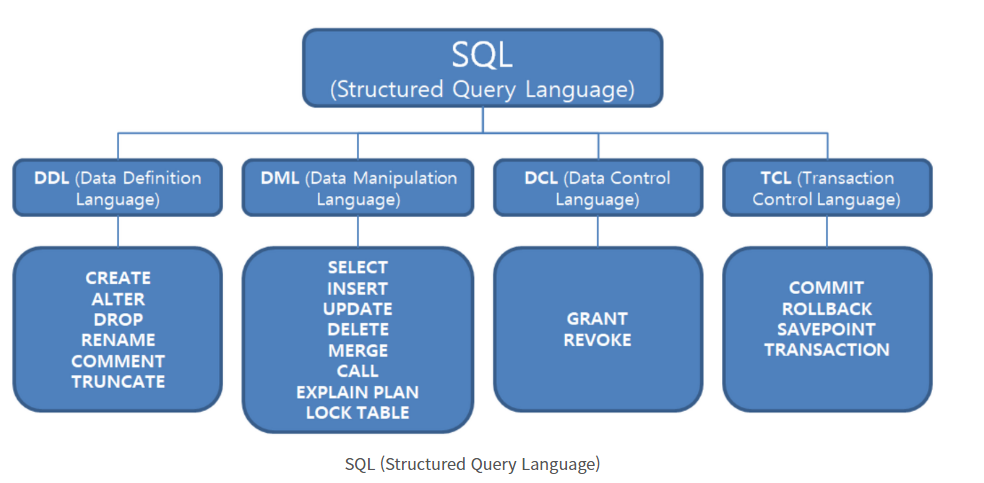 SQL
(Structured Query Language)
DDL (Data Definition
Language)
CREATE
ALTER
DROP
RENAME
COMMENT
TRUNCATE
DML (Data Manipulation
Language)
SELECT
INSERT
UPDATE
DELETE
MERGE
CALL
EXPLAIN PLAN
LOCK TABLE
DCL (Data Control
Language)
GRANT
REVOKE
TCL (Transaction
Control Language)
COMMIT
ROLLBACK
SAVEPOINT
TRANSACTION
SQL (Structured Query Language)